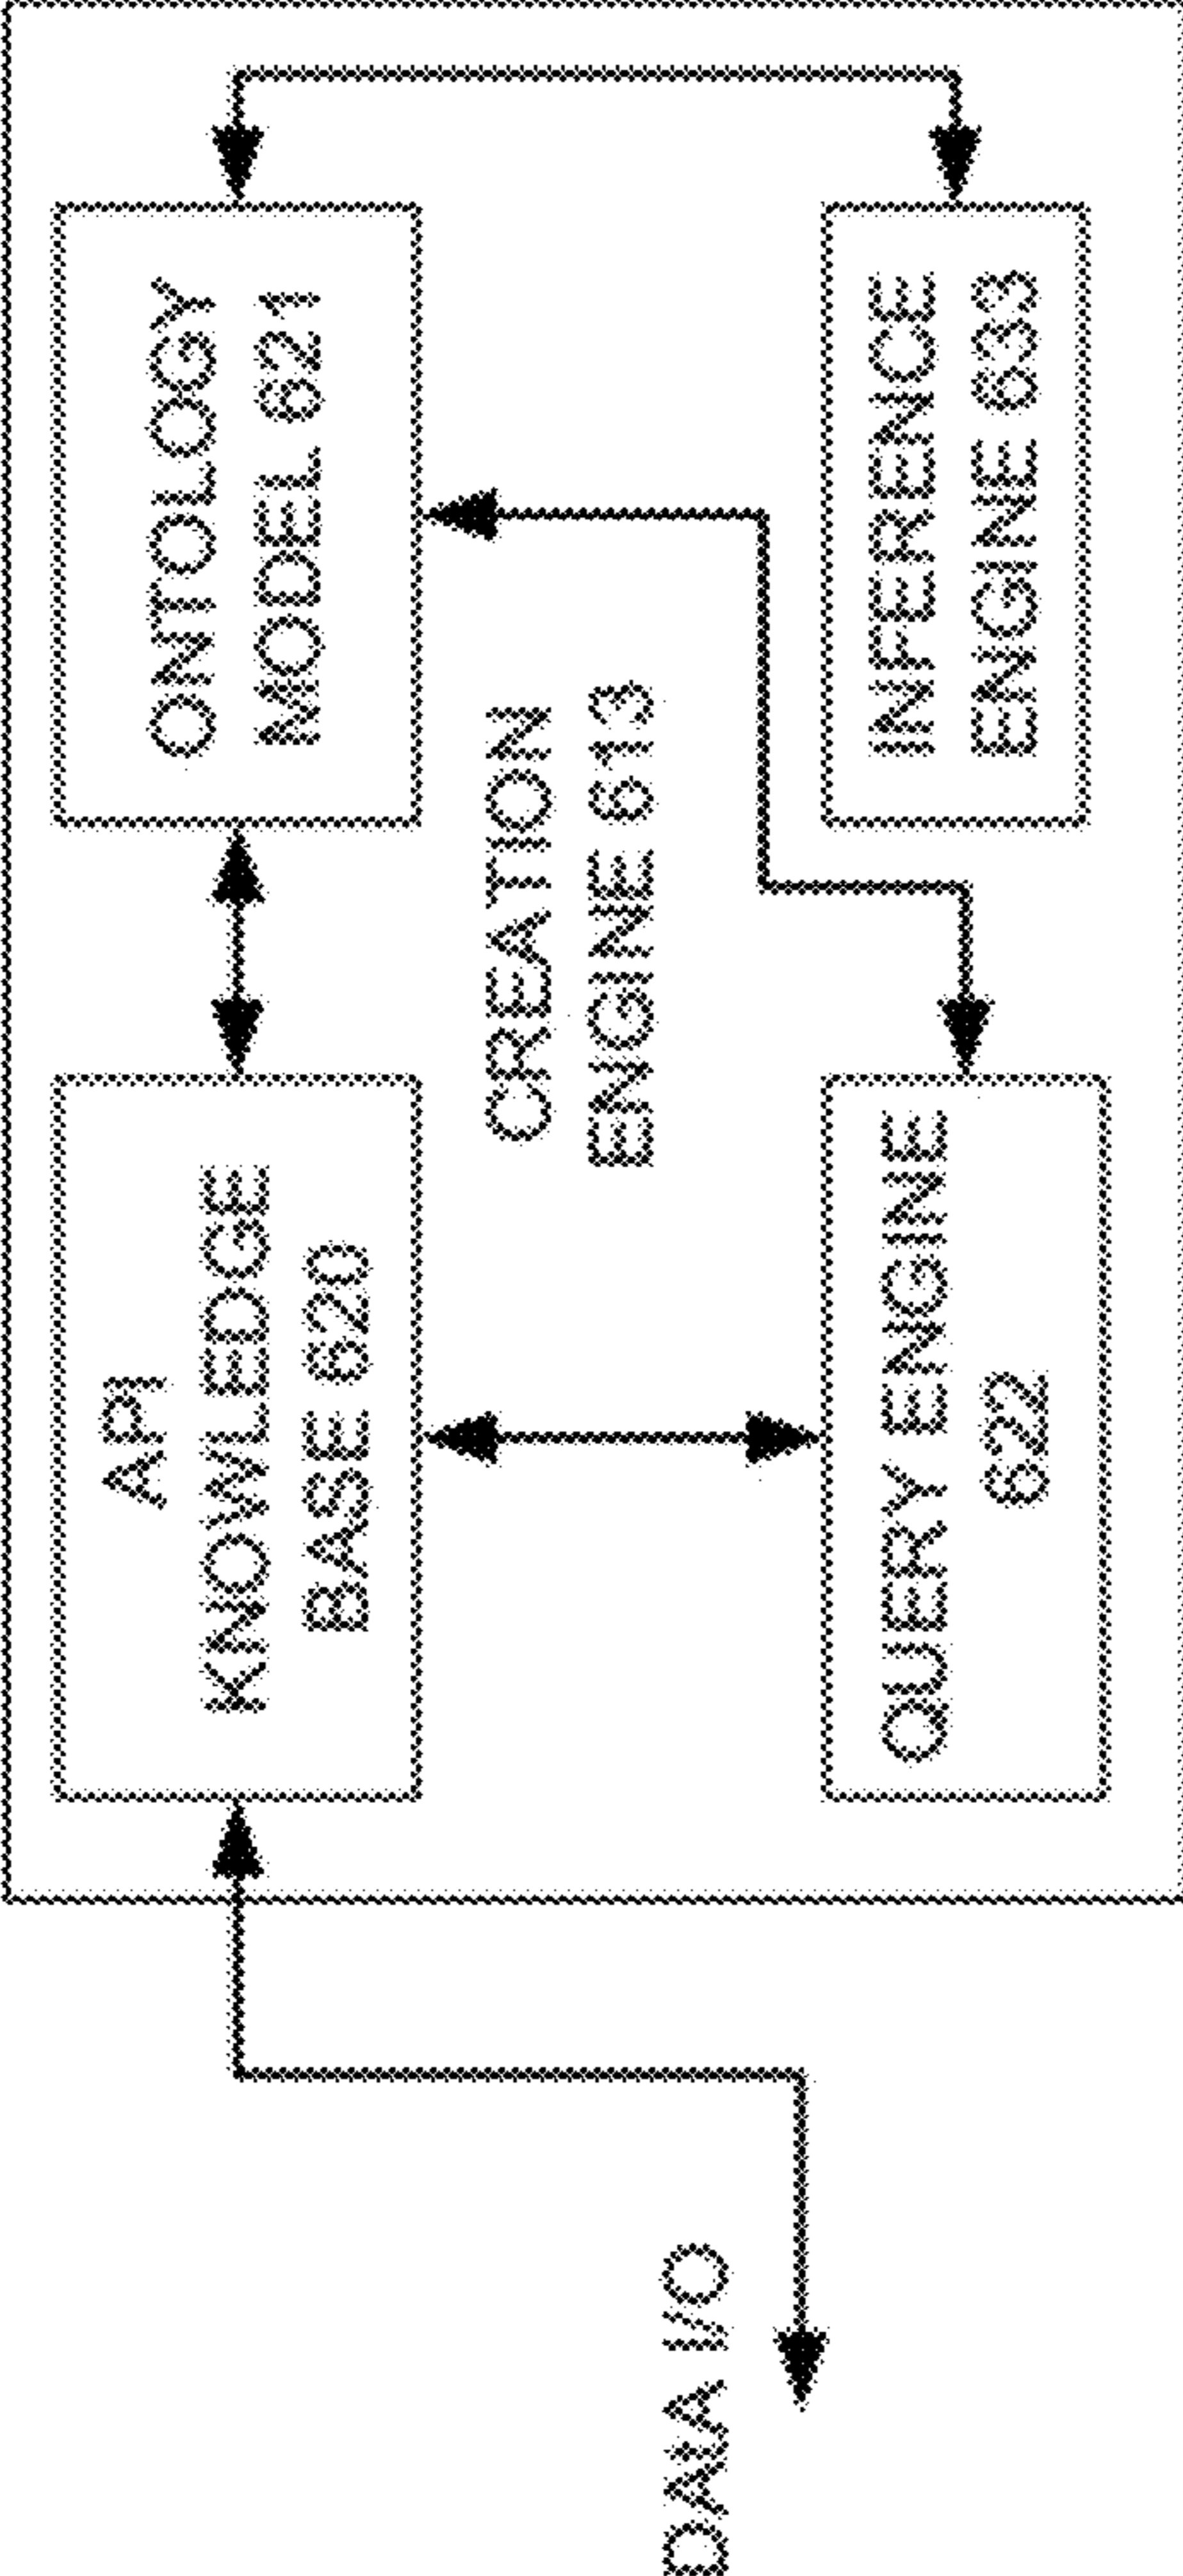 DATA I/O
API
KNOWLEDGE
BASE 620
ONTOLOGY
MODEL 621
CREATION
ENGINE 613
QUERY ENGINE
622
INFERENCE
ENGINE 633